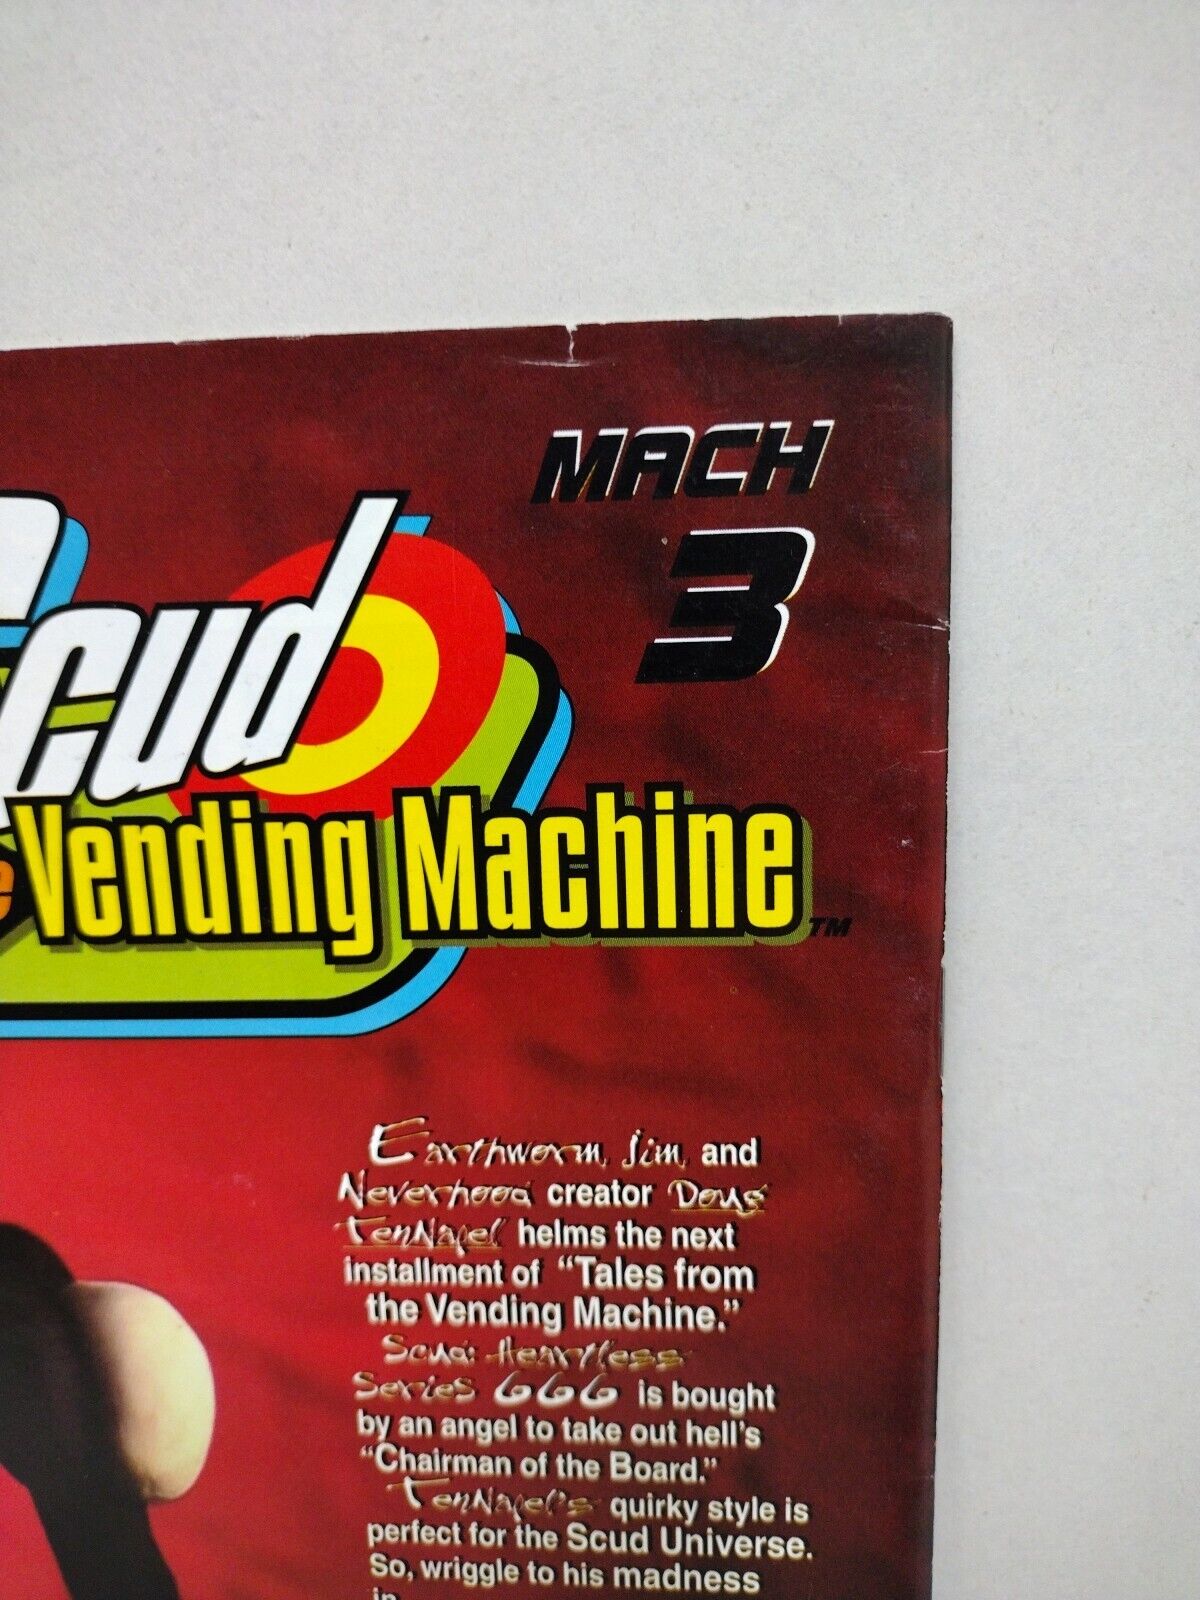 MACH
3
Scud
Vending Machine™
Earthworm Jim and
Neverhood creator Doug
TenNapel helms the next
installment of "Tales from
the Vending Machine."
Scud: Heartless
Series 666 is bought
by an angel to take out hell's
"Chairman of the Board."
TenNapel's quirky style is
perfect for the Scud Universe.
So, wriggle to his madness